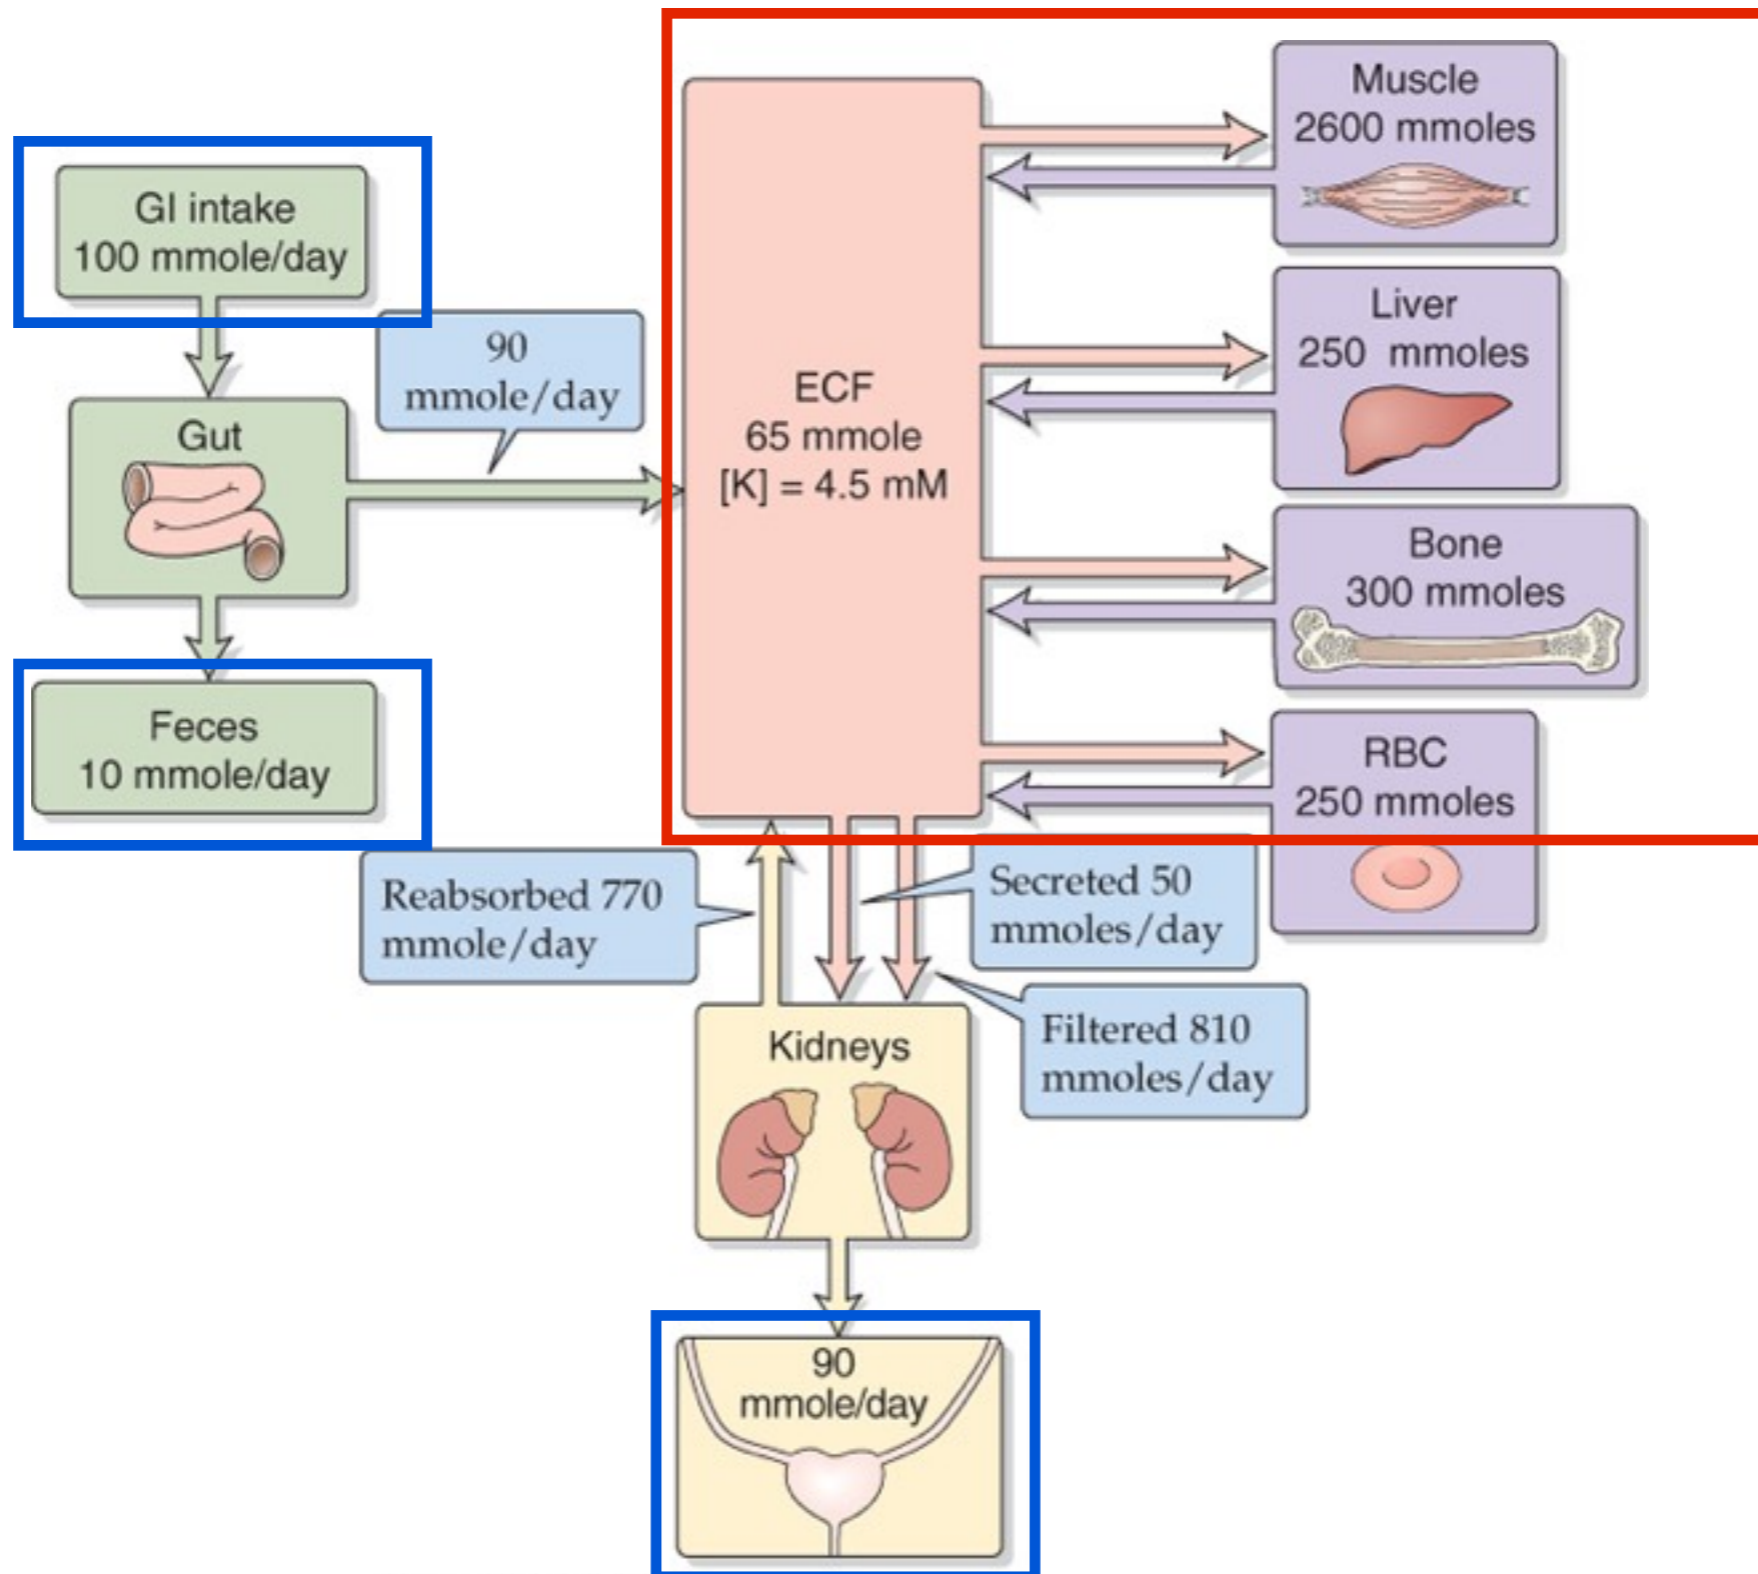 GI intake
100 mmole/day
90
mmole/day
Gut
Feces
10 mmole/day
ECF
65 mmole
[K] = 4.5 mM
Muscle
2600 mmoles
Liver
250 mmoles
Bone
300 mmoles
RBC
250 mmoles
Reabsorbed 770
mmole/day
Secreted 50
mmoles/day
Filtered 810
mmoles/day
Kidneys
90
mmole/day